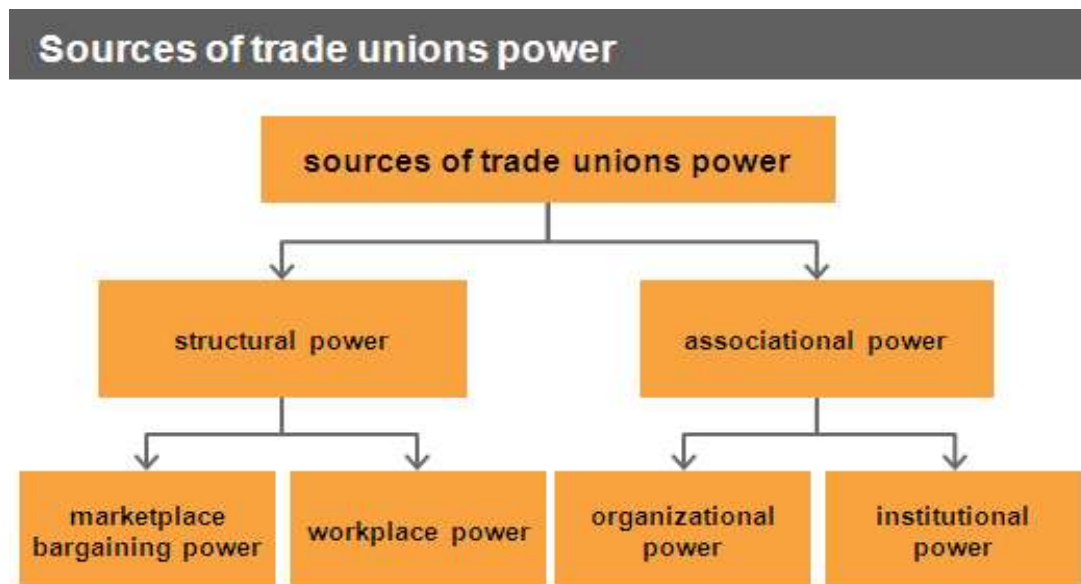 Sources of trade unions power
sources of trade unions power
structural power
associational power
marketplace
bargaining power
workplace power
organizational
power
institutional
power